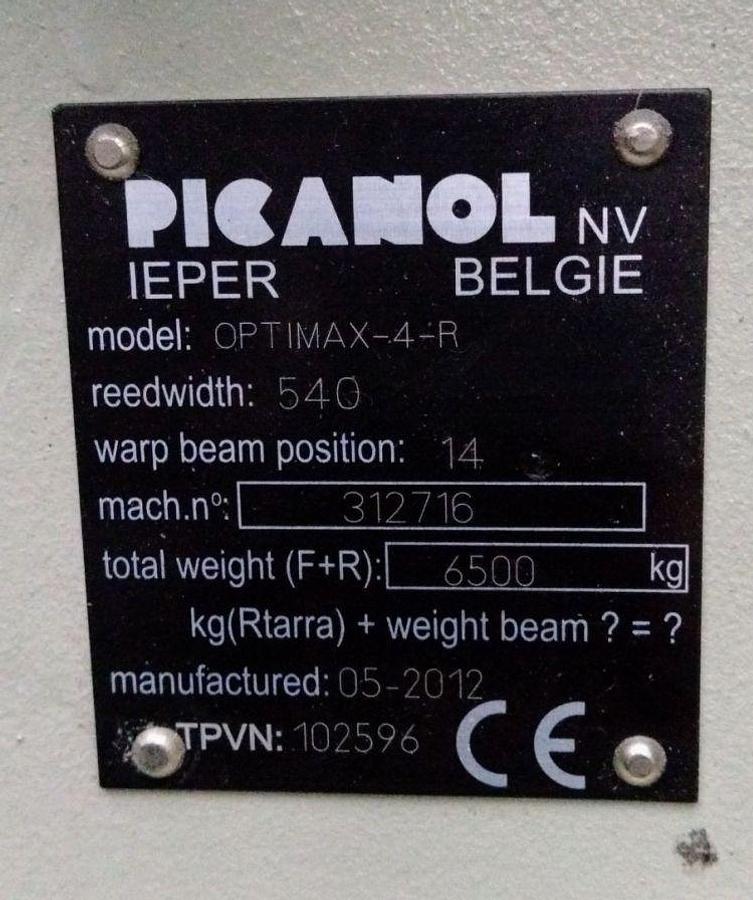 PICANOL NV
IEPER BELGIE
model: OPTIMAX-4-R
reedwidth: 540
warp beam position: 14
mach.nº: 312716
total weight (F+R): 6500 kg
kg(Rtarra) + weight beam ? = ?
manufactured: 05-2012
TPVN: 102596 CE